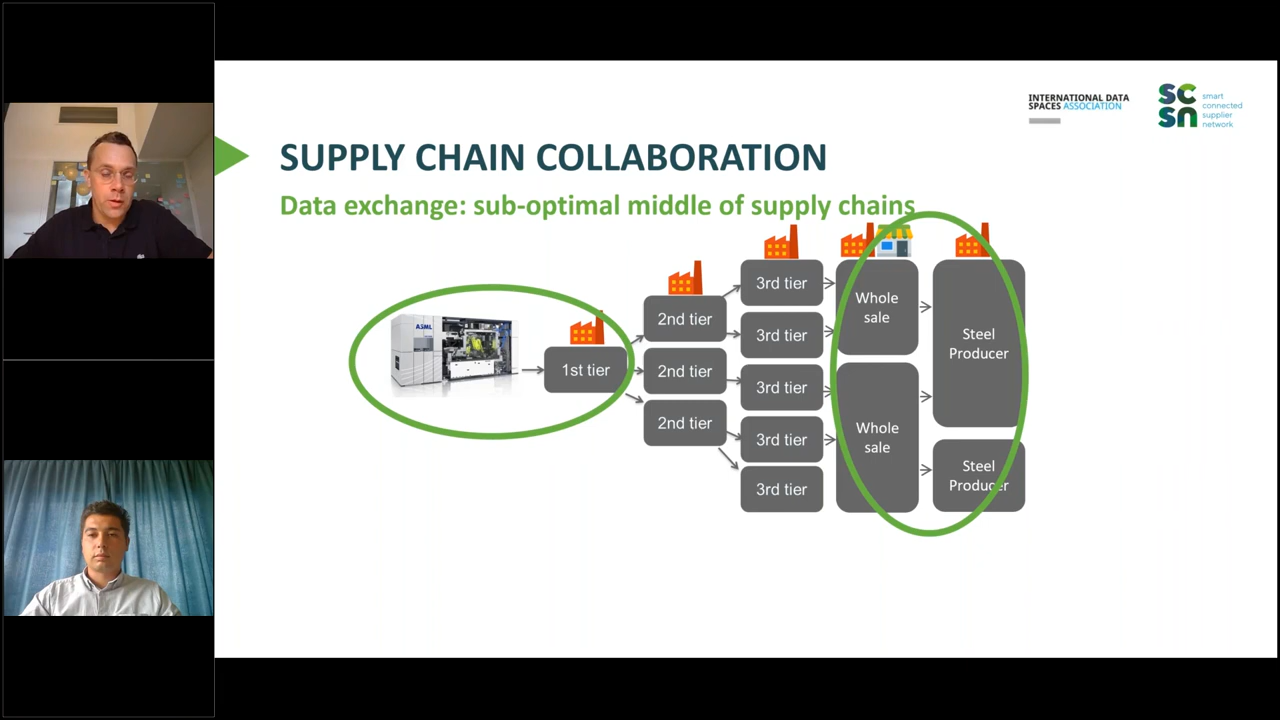 INTERNATIONAL DATA
SPACES ASSOCIATION
SC
SN
smart
connected
supplier
network
SUPPLY CHAIN COLLABORATION
Data exchange: sub-optimal middle of supply chains
ASML
1st tier
2nd tier
2nd tier
2nd tier
3rd tier
3rd tier
3rd tier
3rd tier
3rd tier
Whole
sale
Whole
sale
Steel
Producer
Steel
Producer